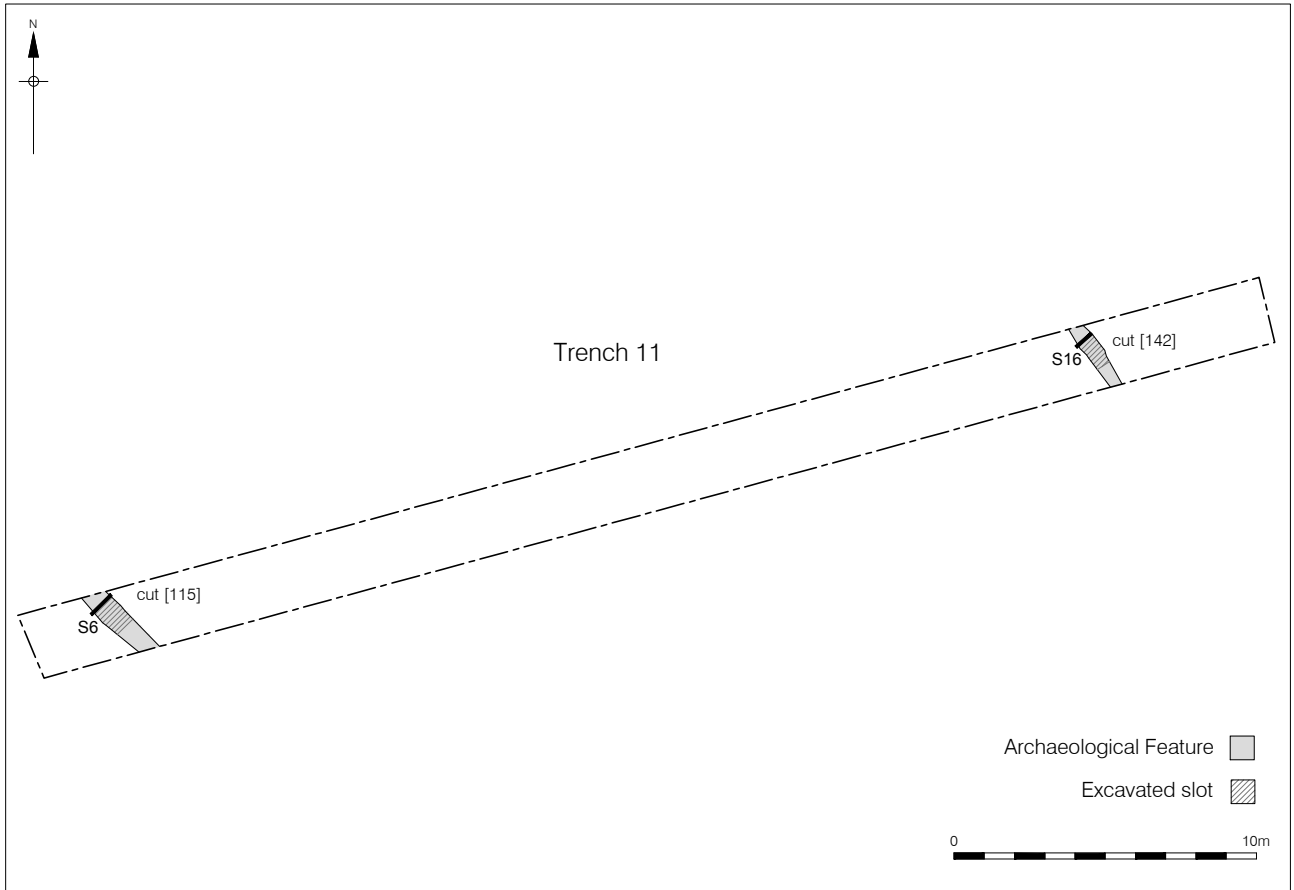 N
Trench 11
cut [142]
S16
cut [115]
S6
Archaeological Feature
Excavated slot
0 10m